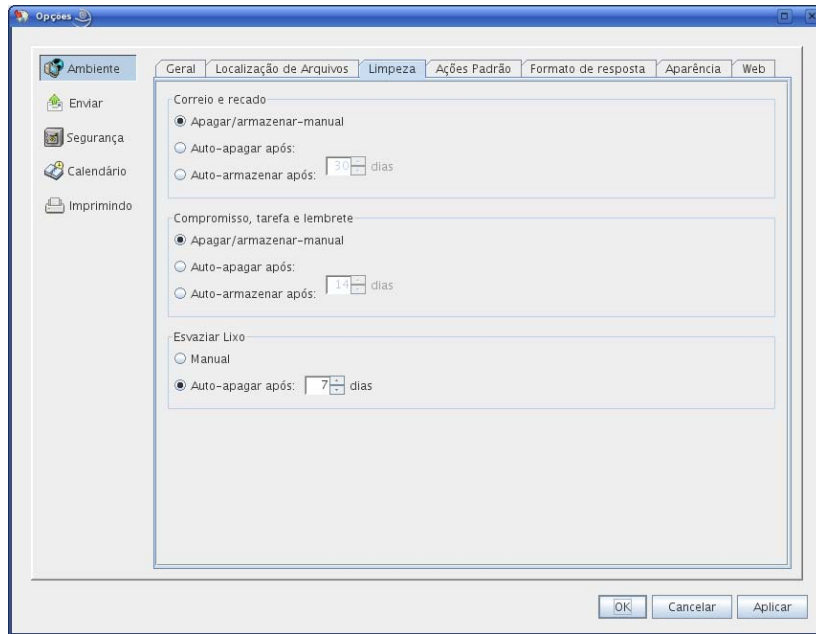 Opções
Ambiente
Enviar
Segurança
Calendário
Imprimindo
Geral Localização de Arquivos Limpeza Ações Padrão Formato de resposta Aparência Web
Correio e recado
Apagar/armazenar-manual
Auto-apagar após:
Auto-armazenar após: 30 dias
Compromisso, tarefa e lembrete
Apagar/armazenar-manual
Auto-apagar após:
Auto-armazenar após: 14 dias
Esvaziar Lixo
Manual
Auto-apagar após: 7 dias
OK Cancelar Aplicar